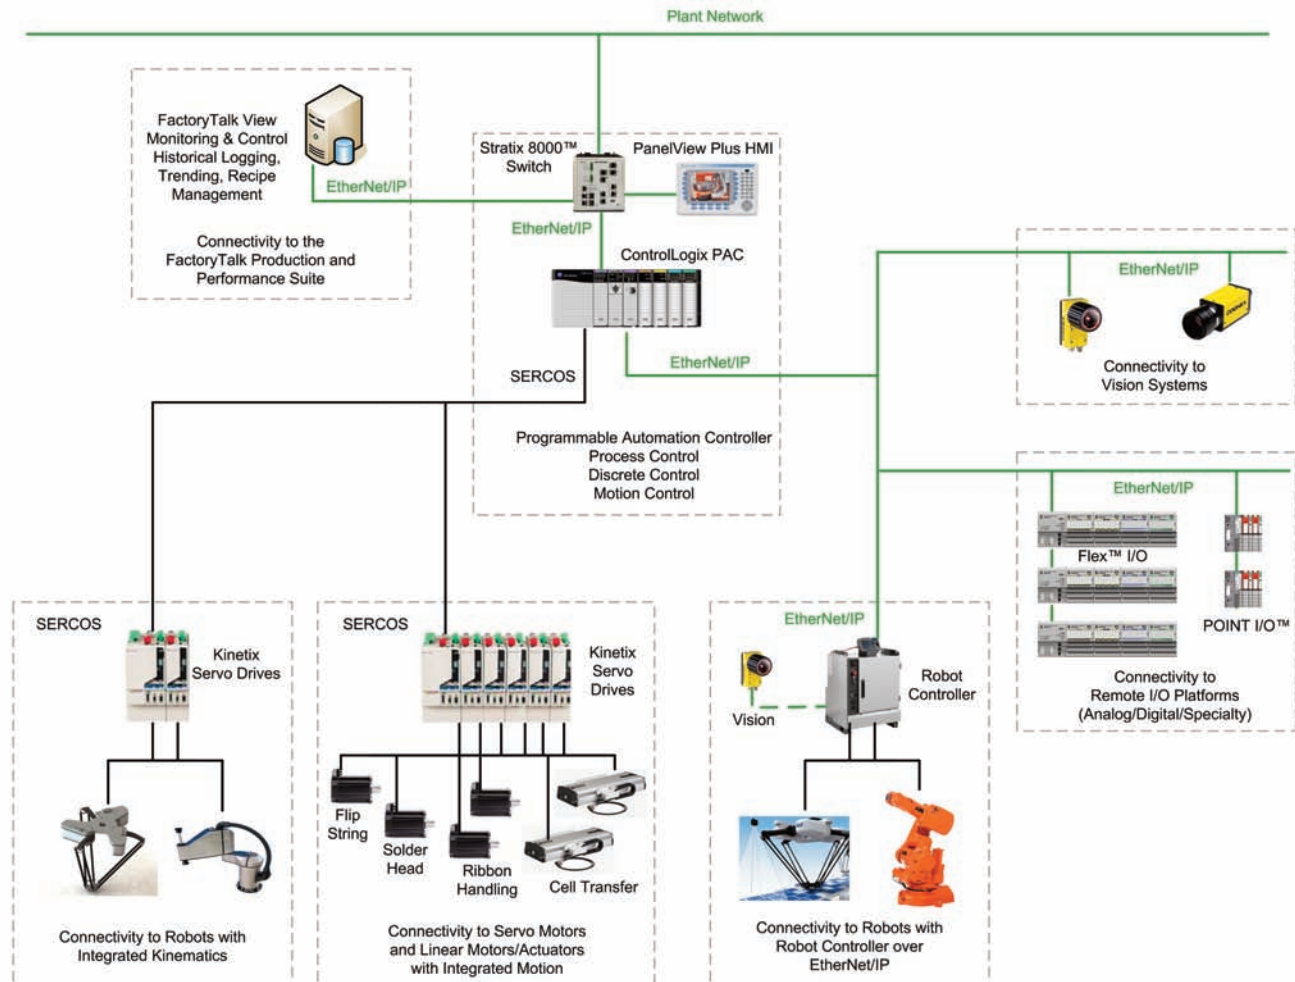 Plant Network
FactoryTalk View
Monitoring & Control
Historical Logging,
Trending, Recipe
Management
EtherNet/IP
Connectivity to the
FactoryTalk Production and
Performance Suite
Stratix 8000™
Switch
PanelView Plus HMI
EtherNet/IP
ControlLogix PAC
EtherNet/IP
SERCOS
Programmable Automation Controller
Process Control
Discrete Control
Motion Control
EtherNet/IP
Connectivity to
Vision Systems
EtherNet/IP
Flex™ I/O
POINT I/O™
Connectivity to
Remote I/O Platforms
(Analog/Digital/Specialty)
SERCOS
Kinetix
Servo Drives
Connectivity to Robots with
Integrated Kinematics
SERCOS
Kinetix
Servo
Drives
Flip
String
Solder
Head
Ribbon
Handling
Cell Transfer
Connectivity to Servo Motors
and Linear Motors/Actuators
with Integrated Motion
EtherNet/IP
Robot
Controller
Vision
Connectivity to Robots with
Robot Controller over
EtherNet/IP